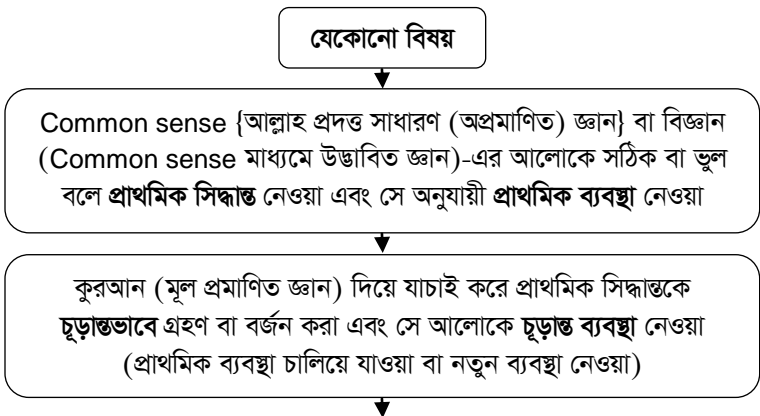 যেকোনো বিষয়
Common sense {আল্লাহ প্রদত্ত সাধারণ (অপ্রমাণিত) জ্ঞান} বা বিজ্ঞান
(Common sense মাধ্যমে উদ্ভাবিত জ্ঞান)-এর আলোকে সঠিক বা ভুল
বলে প্রাথমিক সিদ্ধান্ত নেওয়া এবং সে অনুযায়ী প্রাথমিক ব্যবস্থা নেওয়া
কুরআন (মূল প্রমাণিত জ্ঞান) দিয়ে যাচাই করে প্রাথমিক সিদ্ধান্তকে
চূড়ান্তভাবে গ্রহণ বা বর্জন করা এবং সে আলোকে চূড়ান্ত ব্যবস্থা নেওয়া
(প্রাথমিক ব্যবস্থা চালিয়ে যাওয়া বা নতুন ব্যবস্থা নেওয়া)